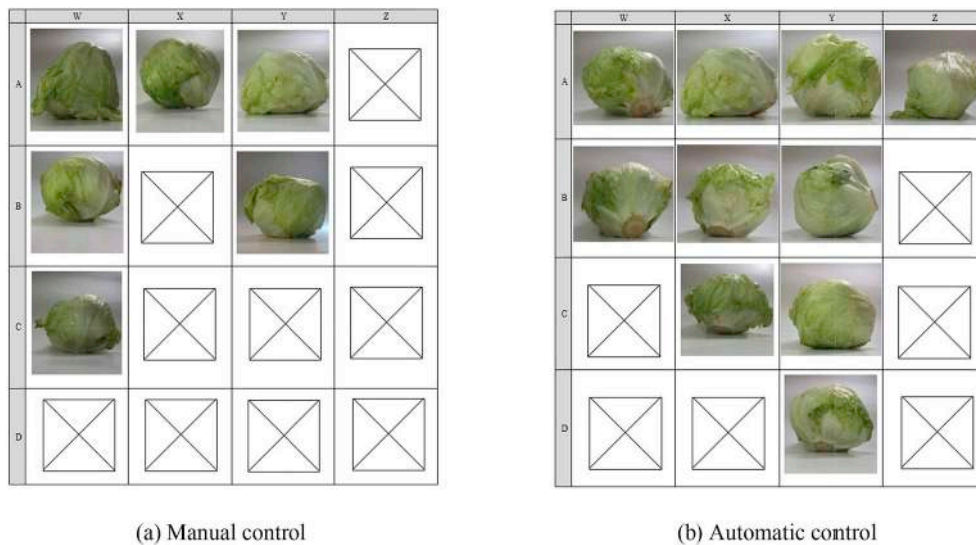 W X Y Z
A
B
C
D
(a) Manual control
W X Y Z
A
B
C
D
(b) Automatic control